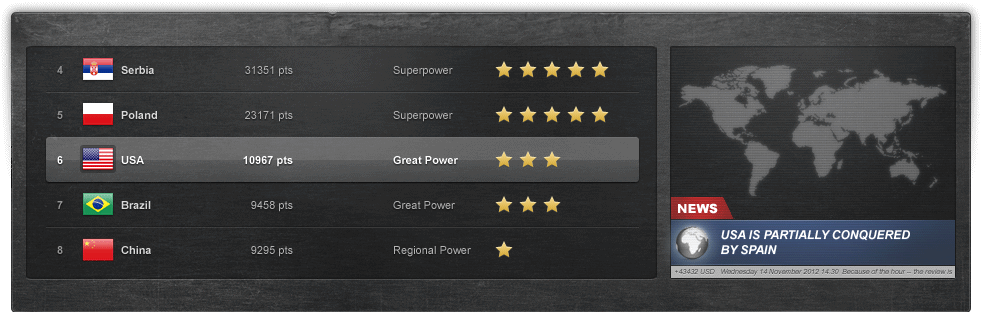 4 Serbia 31351 pts Superpower
5 Poland 23171 pts Superpower
6 USA 10967 pts Great Power
7 Brazil 9458 pts Great Power
8 China 9295 pts Regional Power
NEWS
USA IS PARTIALLY CONQUERED
BY SPAIN
+43432 USD Wednesday 14 November 2012 14.30 Because of the hour – the review is